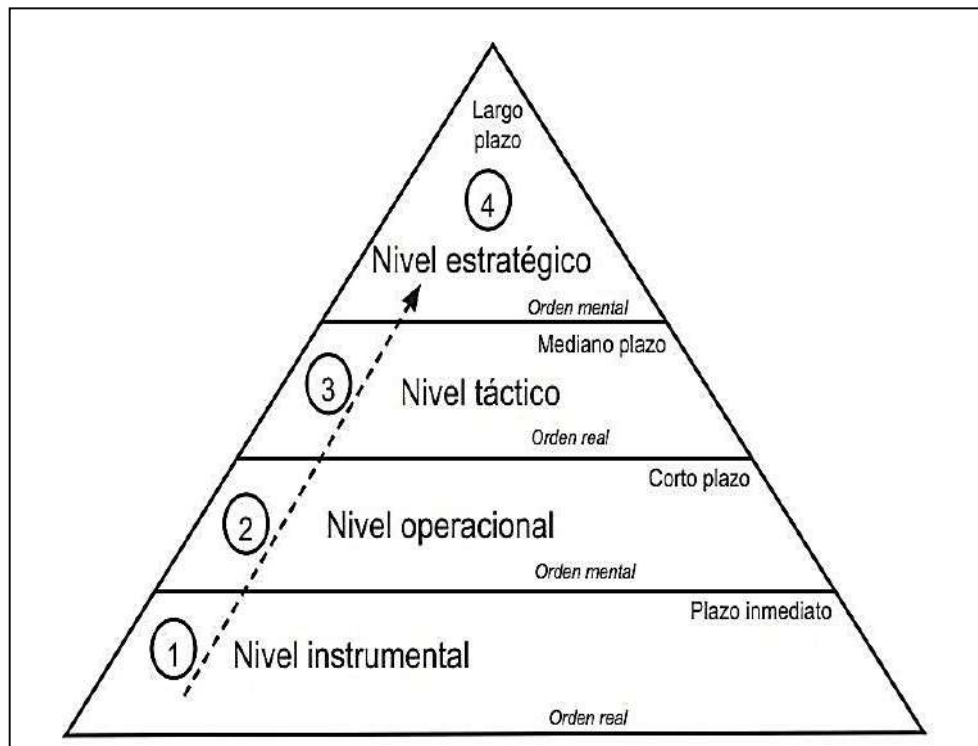 Largo
plazo
4
Nivel estratégico
Orden mental
Mediano plazo
3
Nivel táctico
Orden real
Corto plazo
2
Nivel operacional
Orden mental
Plazo inmediato
1
Nivel instrumental
Orden real